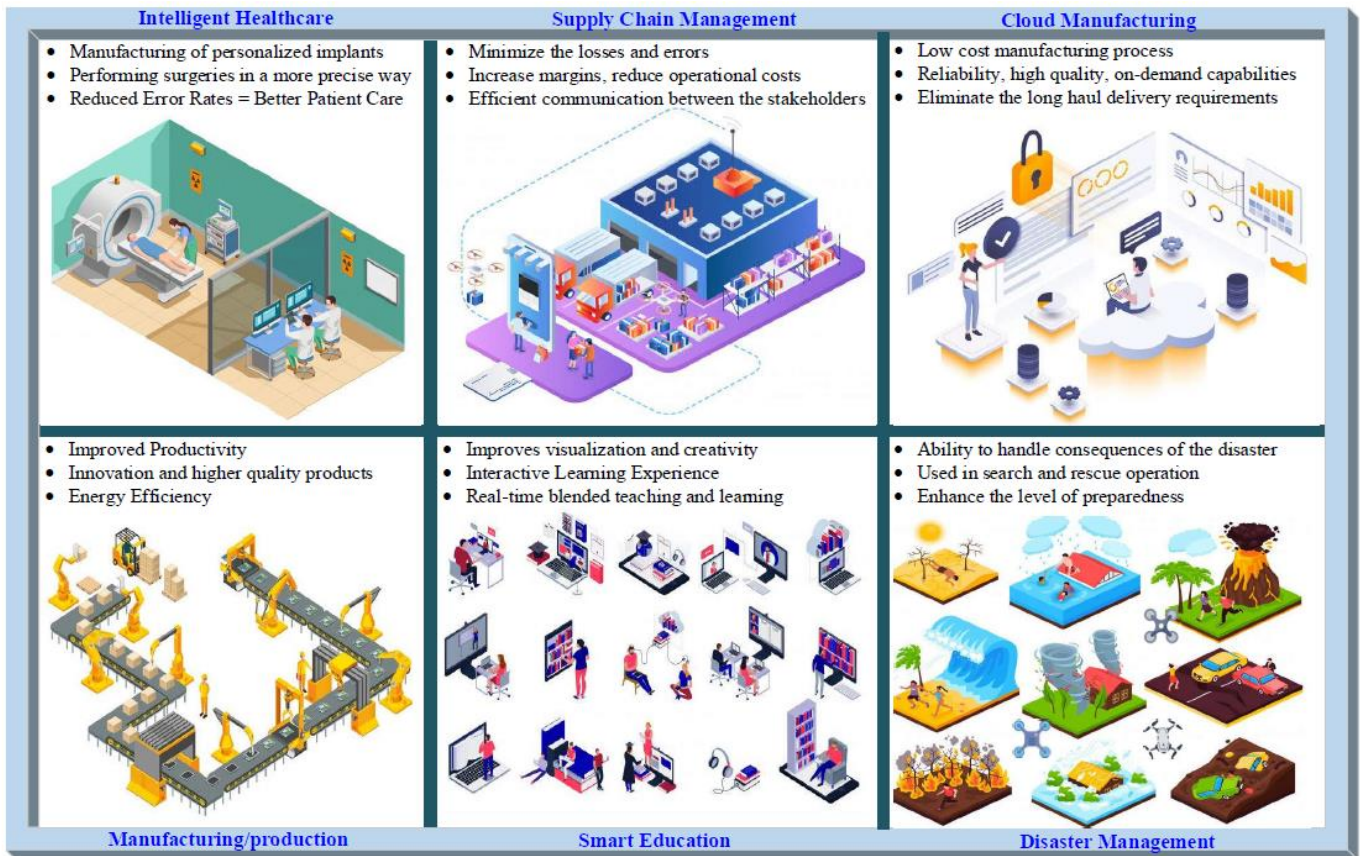 Intelligent Healthcare
Supply Chain Management
Cloud Manufacturing
• Manufacturing of personalized implants
• Performing surgeries in a more precise way
• Reduced Error Rates = Better Patient Care
• Minimize the losses and errors
• Increase margins, reduce operational costs
• Efficient communication between the stakeholders
• Low cost manufacturing process
• Reliability, high quality, on-demand capabilities
• Eliminate the long haul delivery requirements
• Improved Productivity
• Innovation and higher quality products
• Energy Efficiency
• Improves visualization and creativity
• Interactive Learning Experience
• Real-time blended teaching and learning
• Ability to handle consequences of the disaster
• Used in search and rescue operation
• Enhance the level of preparedness
Manufacturing/production
Smart Education
Disaster Management